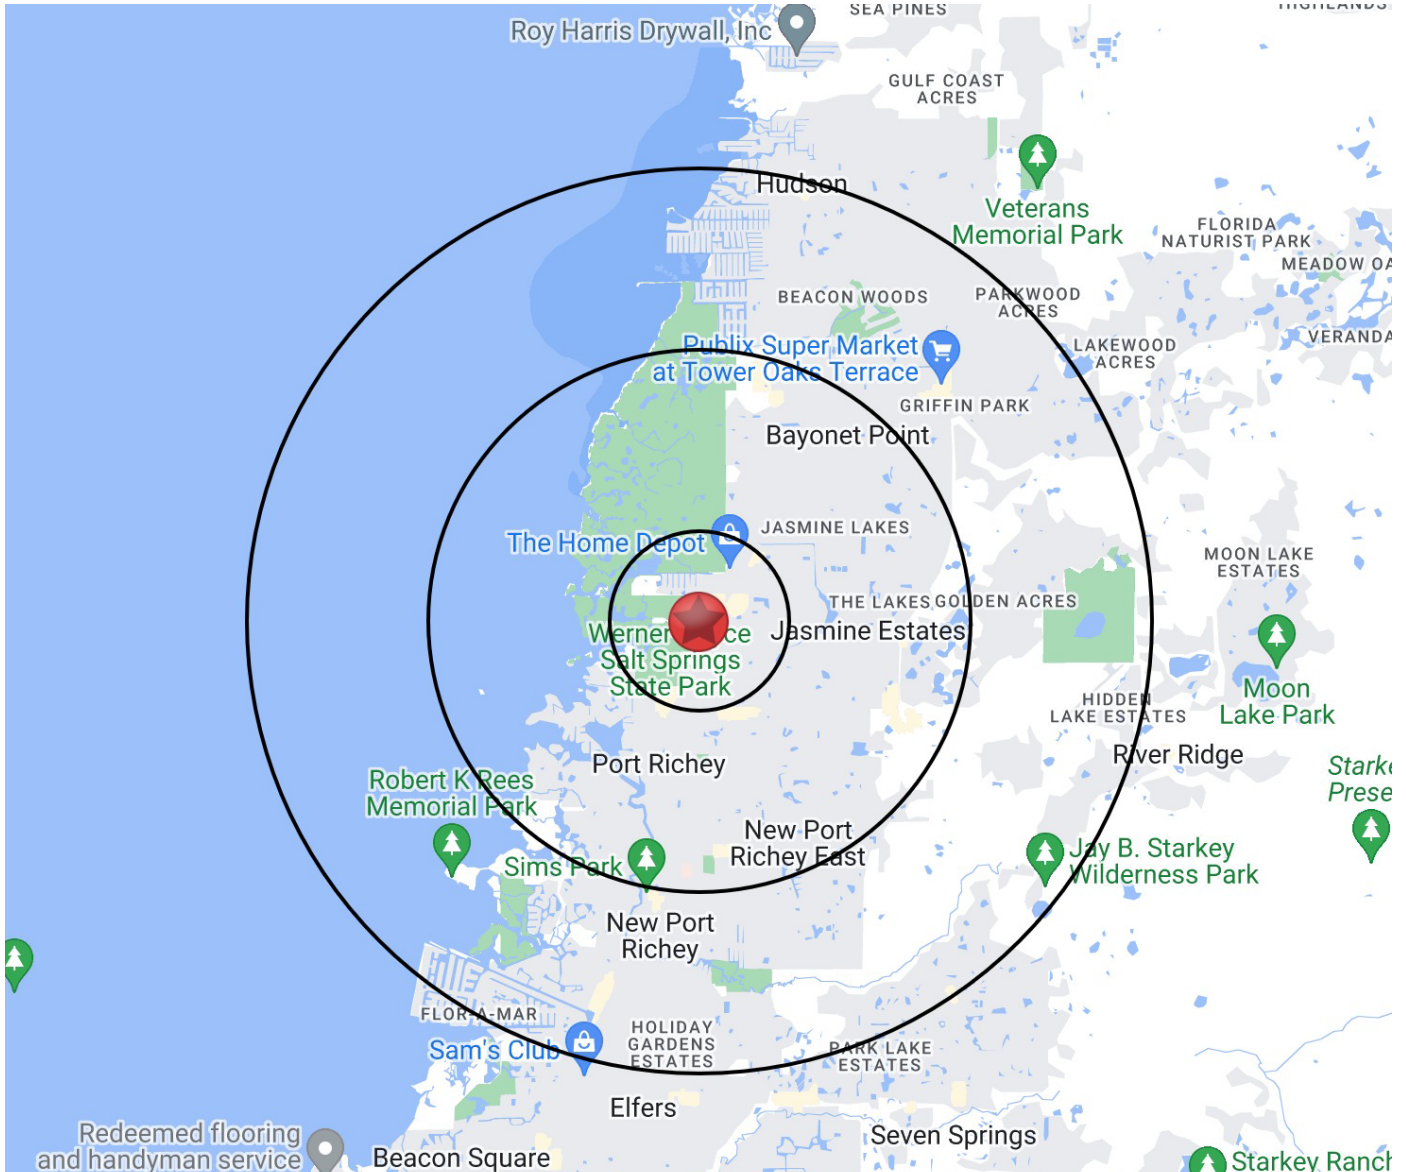 SEA PINES
HIGHLANDS
Roy Harris Drywall, Inc
GULF COAST
ACRES
Hudson
Veterans
Memorial Park
FLORIDA
NATURIST PARK
MEADOW OA
BEACON WOODS
PARKWOOD
ACRES
VERANDA
Publix Super Market
at Tower Oaks Terrace
LAKEWOOD
ACRES
GRIFFIN PARK
Bayonet Point
The Home Depot
JASMINE LAKES
MOON LAKE
ESTATES
THE LAKES
GOLDEN ACRES
Werner
ce
Salt Springs
State Park
Jasmine Estates
Moon
Lake Park
HIDDEN
LAKE ESTATES
River Ridge
Port Richey
Starke
Prese
Robert K Rees
Memorial Park
New Port
Richey East
Sims Park
Jay B. Starkey
Wilderness Park
New Port
Richey
FLOR-A-MAR
Sam's Club
HOLIDAY
GARDENS
ESTATES
PARK LAKE
ESTATES
Elfers
Seven Springs
Redeemed flooring
and handyman service
Beacon Square
Starkey Ranch